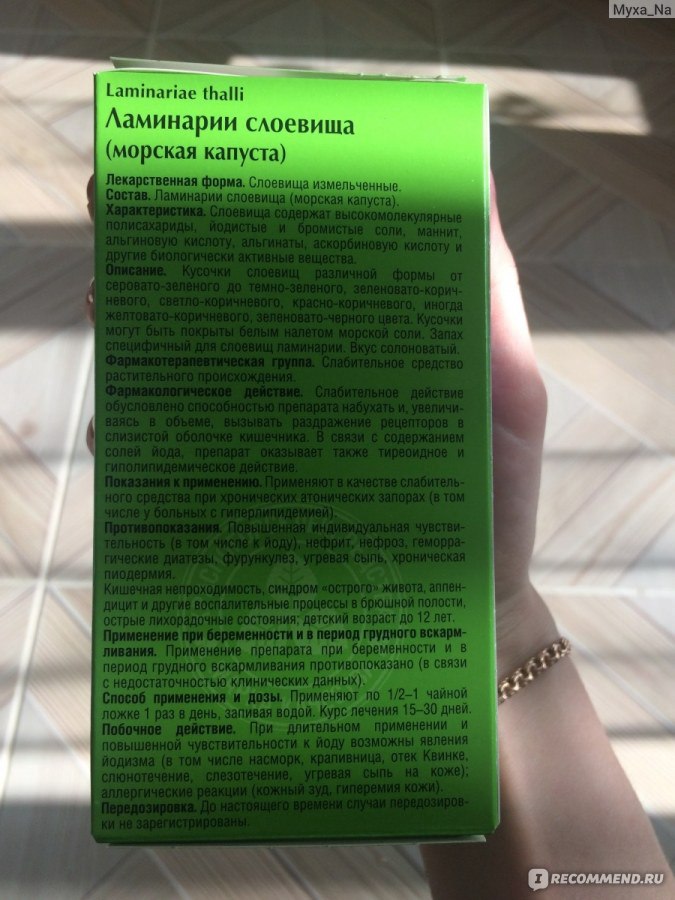 Myxa_Na
Laminariae thalli
Ламинарии слоевища
(морская капуста)
Лекарственная форма. Слоевища измельченные.
Состав. Ламинарии слоевища (морская капуста).
Характеристика. Слоевища содержат высокомолекулярные
полисахариды, йодистые и бромистые соли, маннит,
альгиновую кислоту, альгинаты, аскорбиновую кислоту и
другие биологически активные вещества.
Описание. Кусочки слоевищ различной формы от
серовато-зеленого до темно-зеленого, зеленовато-корич-
невого, светло-коричневого, красно-коричневого, иногда
желтовато-коричневого, зеленовато-черного цвета. Кусочки
могут быть покрыты белым налетом морской соли. Запах
специфичный для слоевищ ламинарии. Вкус солоноватый.
Фармакотерапевтическая группа. Слабительное средство
растительного происхождения.
Фармакологическое действие. Слабительное действие
обусловлено способностью препарата набухать и, увеличи-
ваясь в объеме, вызывать раздражение рецепторов в
слизистой оболочке кишечника. В связи с содержанием
солей йода, препарат оказывает также тиреоидное и
гиполипидемическое действие.
Показания к применению. Применяют в качестве слабитель-
ного средства при хронических атонических запорах (в том
числе у больных с гиперлипидемией).
Противопоказания. Повышенная индивидуальная чувстви-
тельность (в том числе к йоду), нефрит, нефроз, геморра-
гические диатезы, фурункулез, угревая сыпь, хроническая
пиодермия.
Кишечная непроходимость, синдром «острого» живота, аппен-
дицит и другие воспалительные процессы в брюшной полости,
острые лихорадочные состояния; детский возраст до 12 лет.
Применение при беременности и в период грудного вскарм-
ливания. Применение препарата при беременности и в
период грудного вскармливания противопоказано (в связи
с недостаточностью клинических данных).
Способ применения и дозы. Применяют по 1/2–1 чайной
ложке 1 раз в день, запивая водой. Курс лечения 15–30 дней.
Побочное действие. При длительном применении и
повышенной чувствительности к йоду возможны явления
йодизма (в том числе насморк, крапивница, отек Квинке,
слюнотечение, слезотечение, угревая сыпь на коже);
аллергические реакции (кожный зуд, гиперемия кожи).
Передозировка. До настоящего времени случаи передозиров-
ки не зарегистрированы.
IRECOMMEND.RU